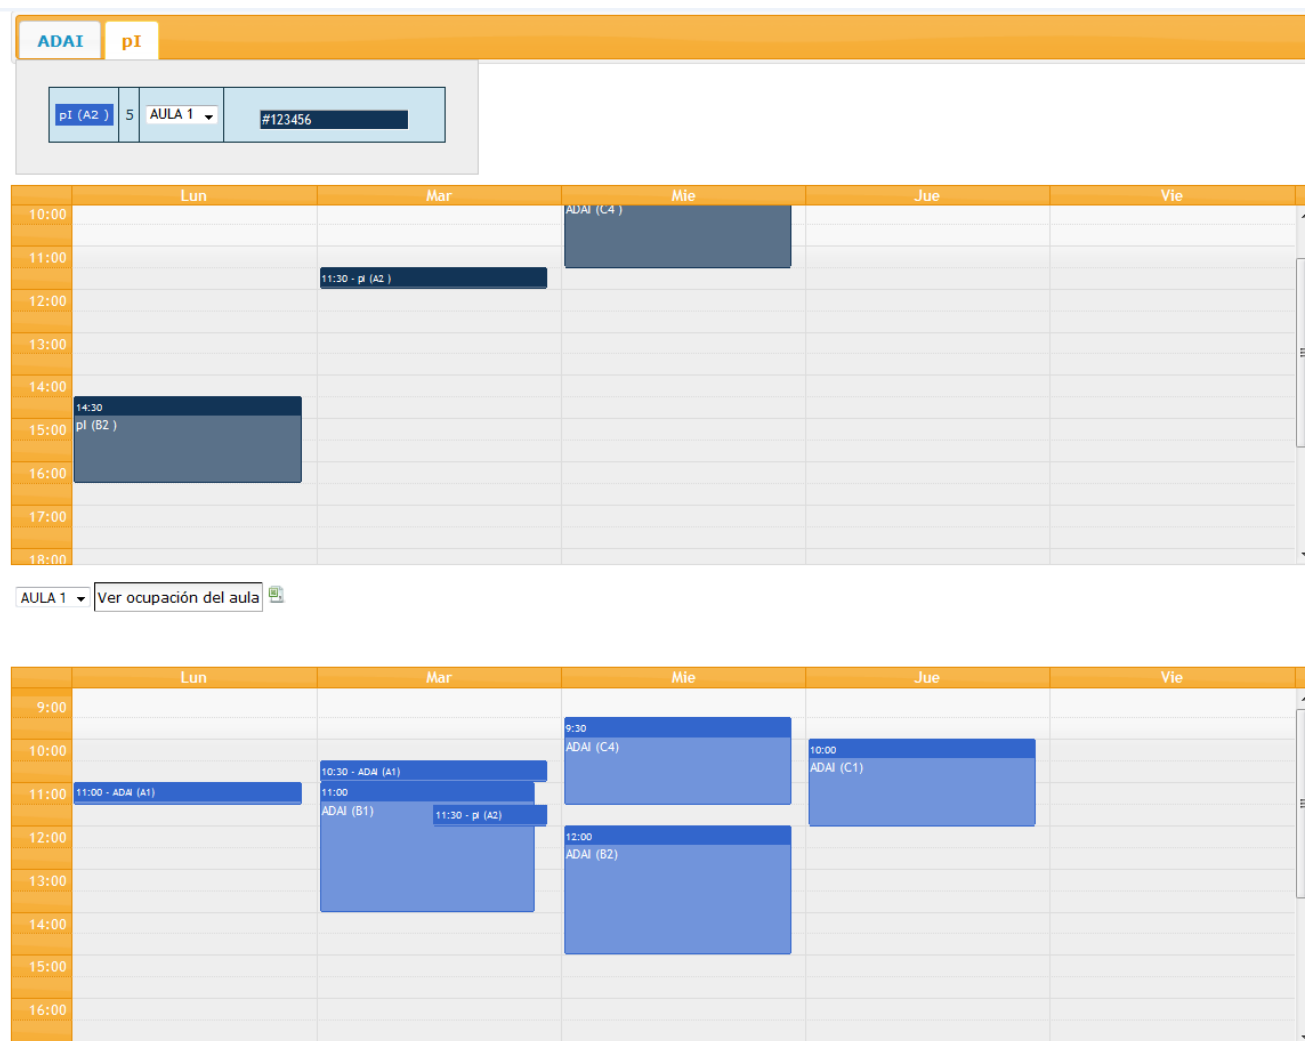 ADAI pI
pI (A2 ) 5 AULA 1 #123456
Lun Mar Mie Jue Vie
10:00 ADAI (C4 )
11:00
11:30 - pI (A2 )
12:00
13:00
14:00
14:30
15:00 pI (B2 )
16:00
17:00
18:00
AULA 1 Ver ocupación del aula
Lun Mar Mie Jue Vie
9:00
9:30
10:00 ADAI (C4) 10:00
10:30 - ADAI (A1) ADAI (C1)
11:00 11:00 - ADAI (A1) 11:00
ADAI (B1) 11:30 - pI (A2)
12:00 12:00
ADAI (B2)
13:00
14:00
15:00
16:00